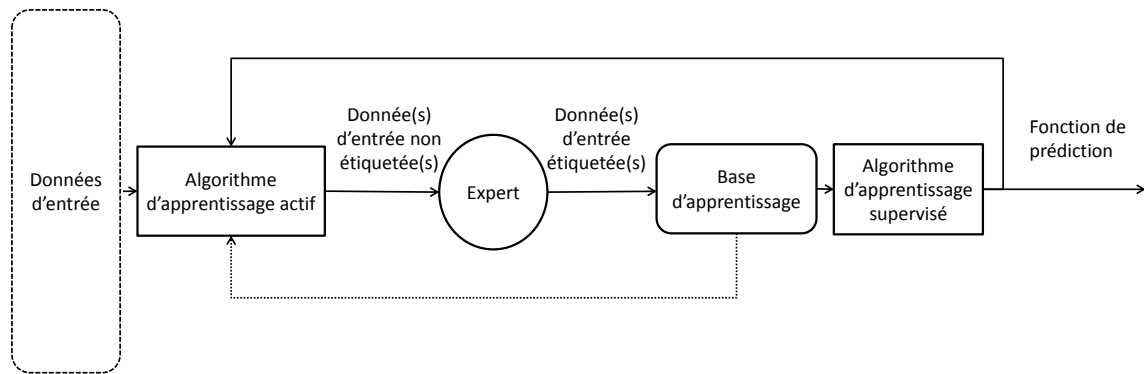 Données
d'entrée
Algorithme
d'apprentissage actif
Donnée(s)
d'entrée non
étiquetée(s)
Expert
Donnée(s)
d'entrée
étiquetée(s)
Base
d'apprentissage
Algorithme
d'apprentissage
supervisé
Fonction de
prédiction